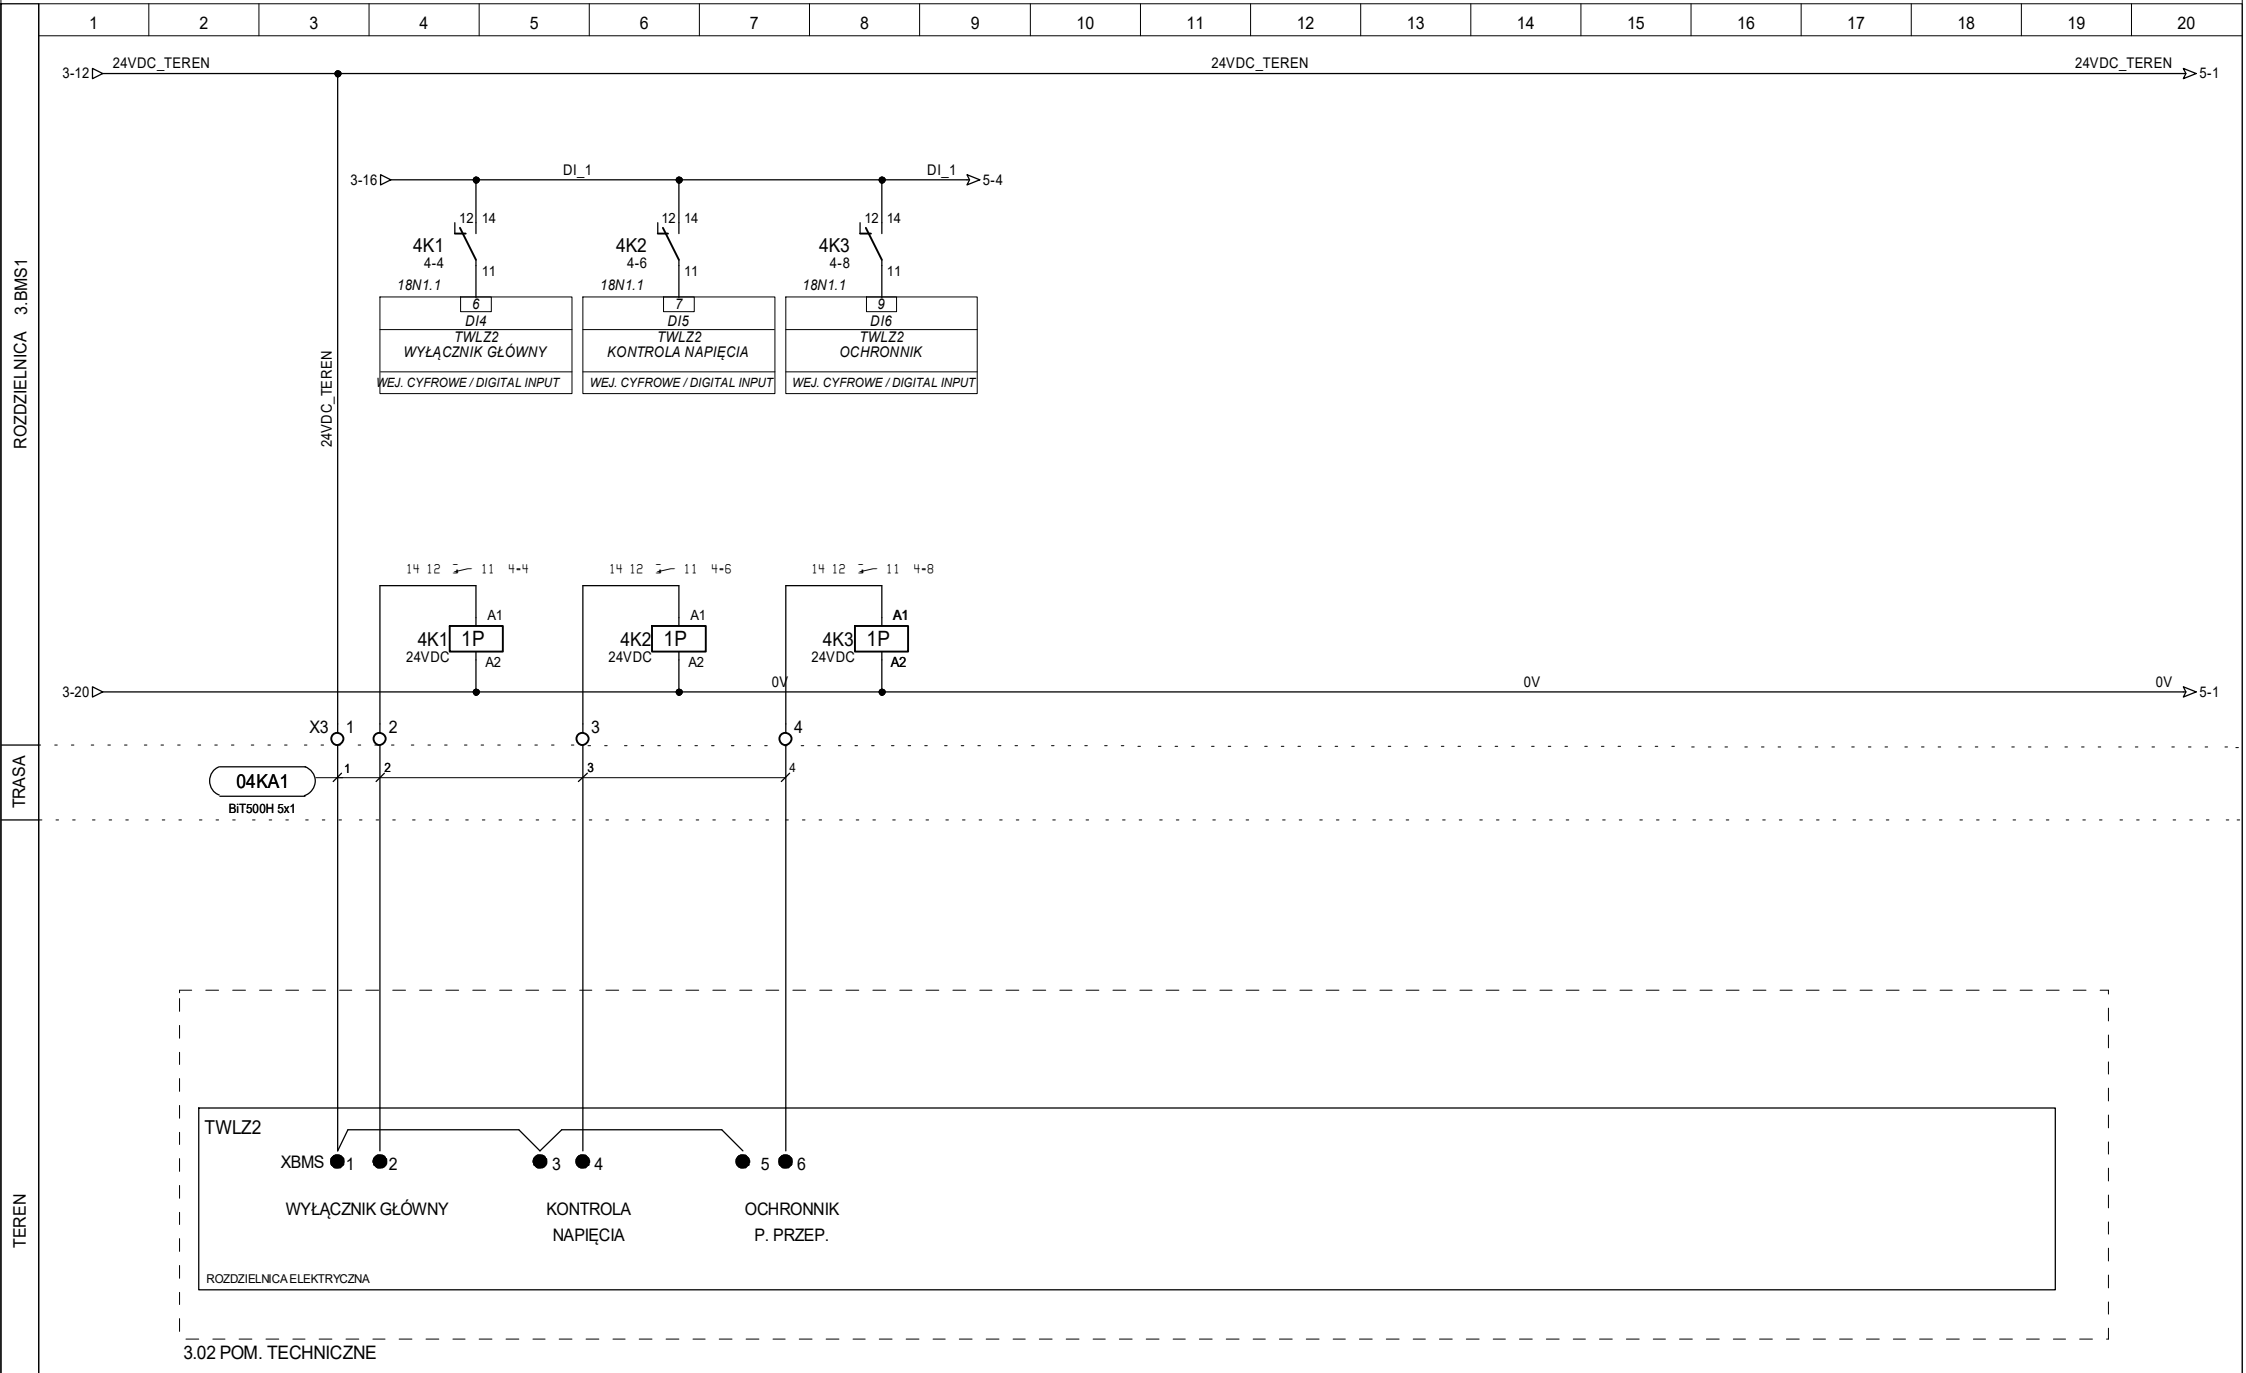 1 2 3 4 5 6 7 8 9 10 11 12 13 14 15 16 17 18 19 20
3-12 24VDC_TEREN 24VDC_TEREN 24VDC_TEREN 5-1
3-16 DI_1 DI_1 5-4
12 14 12 14 12 14
4K1 4K2 4K3
4-4 4-6 4-8
11 11 11
18N1.1 18N1.1 18N1.1
6 7 9
DI4 DI5 DI6
TWLZ2 TWLZ2 TWLZ2
WYŁĄCZNIK GŁÓWNY KONTROLA NAPIĘCIA OCHRONNIK
WEJ. CYFROWE / DIGITAL INPUT WEJ. CYFROWE / DIGITAL INPUT WEJ. CYFROWE / DIGITAL INPUT
ROZDZIELNICA 3.BMS1
24VDC_TEREN
14 12 11 4-4 14 12 11 4-6 14 12 11 4-8
A1 A1 A1
4K1 1P 4K2 1P 4K3 1P
24VDC A2 24VDC A2 24VDC A2
3-20 0V 0V 0V 5-1
X3 1 2 3 4
TRASA
1 2 3 4
04KA1
BiT500H 5x1
TEREN
TWLZ2
XBMS 1 2 3 4 5 6
WYŁĄCZNIK GŁÓWNY KONTROLA OCHRONNIK
NAPIĘCIA P. PRZEP.
ROZDZIELNICA ELEKTRYCZNA
3.02 POM. TECHNICZNE